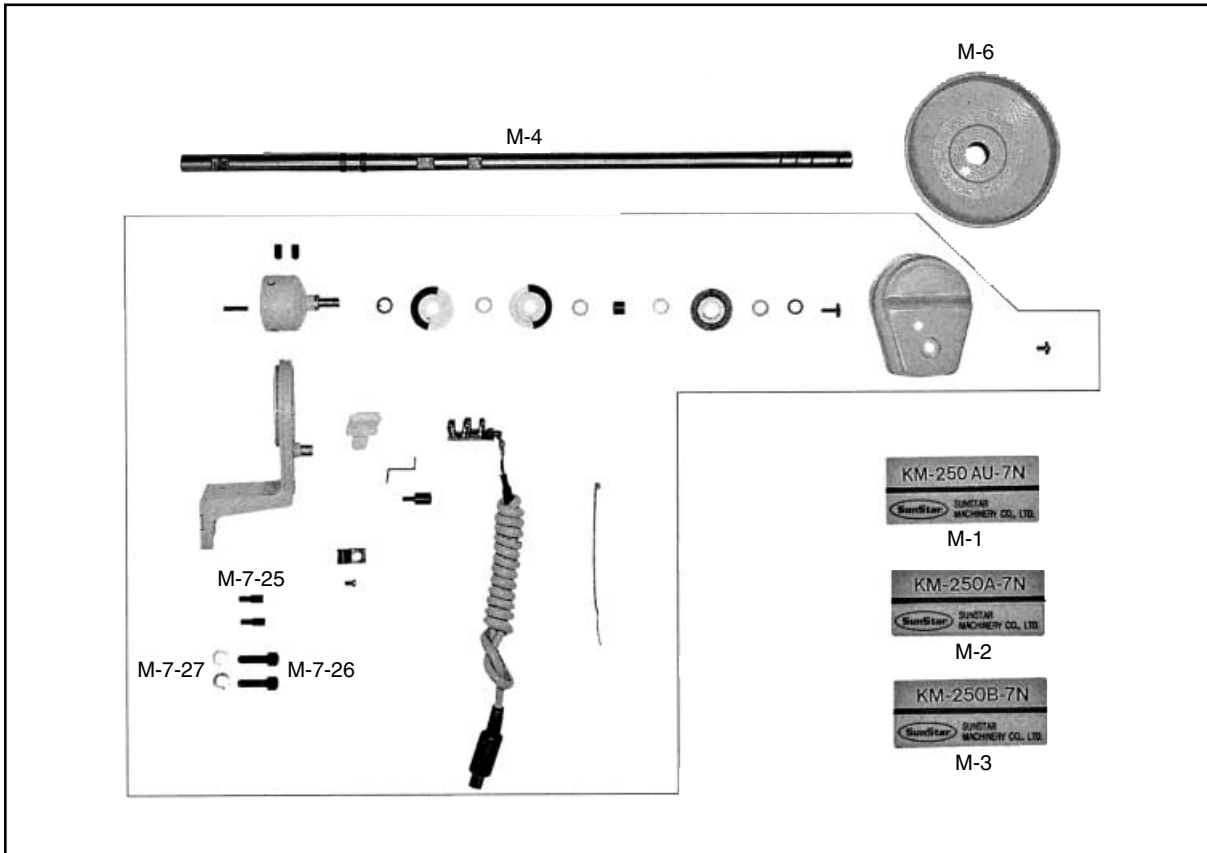 M-6
M-4
KM-250 AU-7N
SunStar
SUNSTAR
MACHINERY CO., LTD.
M-1
M-7-25
KM-250A-7N
SunStar
SUNSTAR
MACHINERY CO., LTD.
M-2
M-7-27
M-7-26
KM-250B-7N
SunStar
SUNSTAR
MACHINERY CO., LTD.
M-3